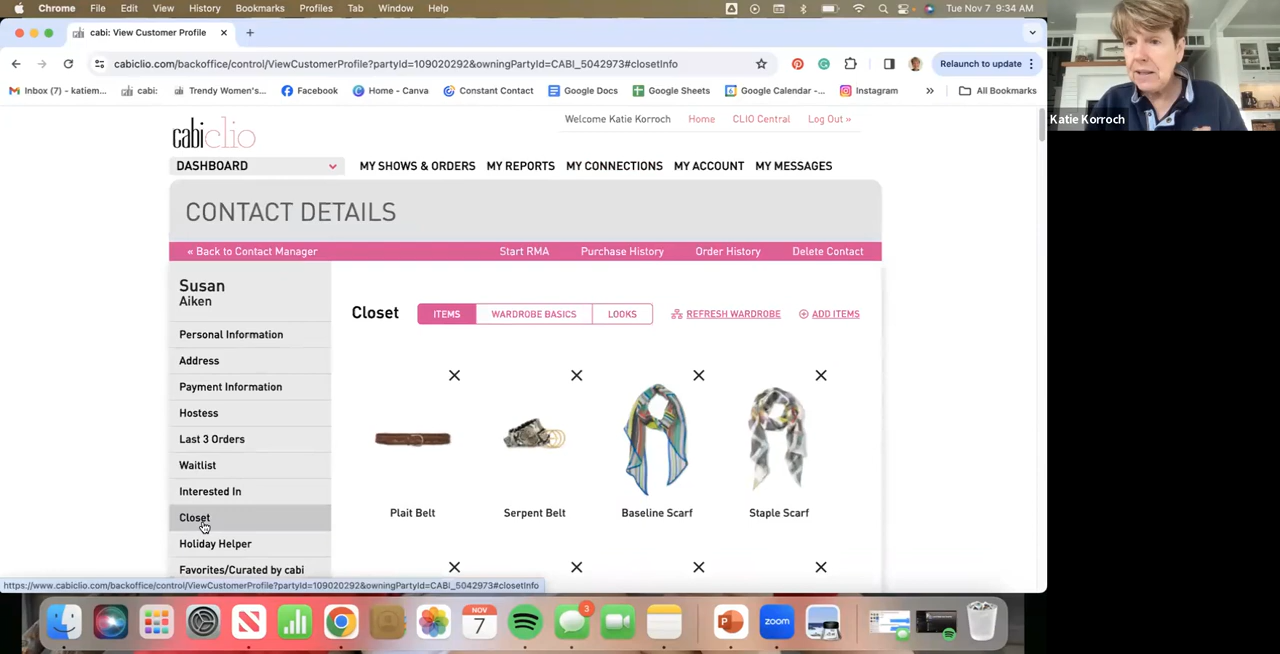 Chrome File Edit View History Bookmarks Profiles Tab Window Help Tue Nov 7 9:34 AM
cabi: View Customer Profile
cabiclio.com/backoffice/control/ViewCustomerProfile?partyId=109020292&owningPartyId=CABI_5042973#closetInfo
Relaunch to update
Inbox (7) - katiem... cabi: Trendy Women's... Facebook Home - Canva Constant Contact Google Docs Google Sheets Google Calendar -... Instagram » All Bookmarks
Katie Korroch
cabi clio
Welcome Katie Korroch Home CLIO Central Log Out »
DASHBOARD MY SHOWS & ORDERS MY REPORTS MY CONNECTIONS MY ACCOUNT MY MESSAGES
CONTACT DETAILS
« Back to Contact Manager Start RMA Purchase History Order History Delete Contact
Susan
Aiken
Personal Information
Address
Payment Information
Hostess
Last 3 Orders
Waitlist
Interested In
Closet
Holiday Helper
Favorites/Curated by cabi
Closet ITEMS WARDROBE BASICS LOOKS REFRESH WARDROBE ADD ITEMS
Plait Belt Serpent Belt Baseline Scarf Staple Scarf
https://www.cabiclio.com/backoffice/control/ViewCustomerProfile?partyId=109020292&owningPartyId=CABI_5042973#closetInfo
NOV
7
3
zoom